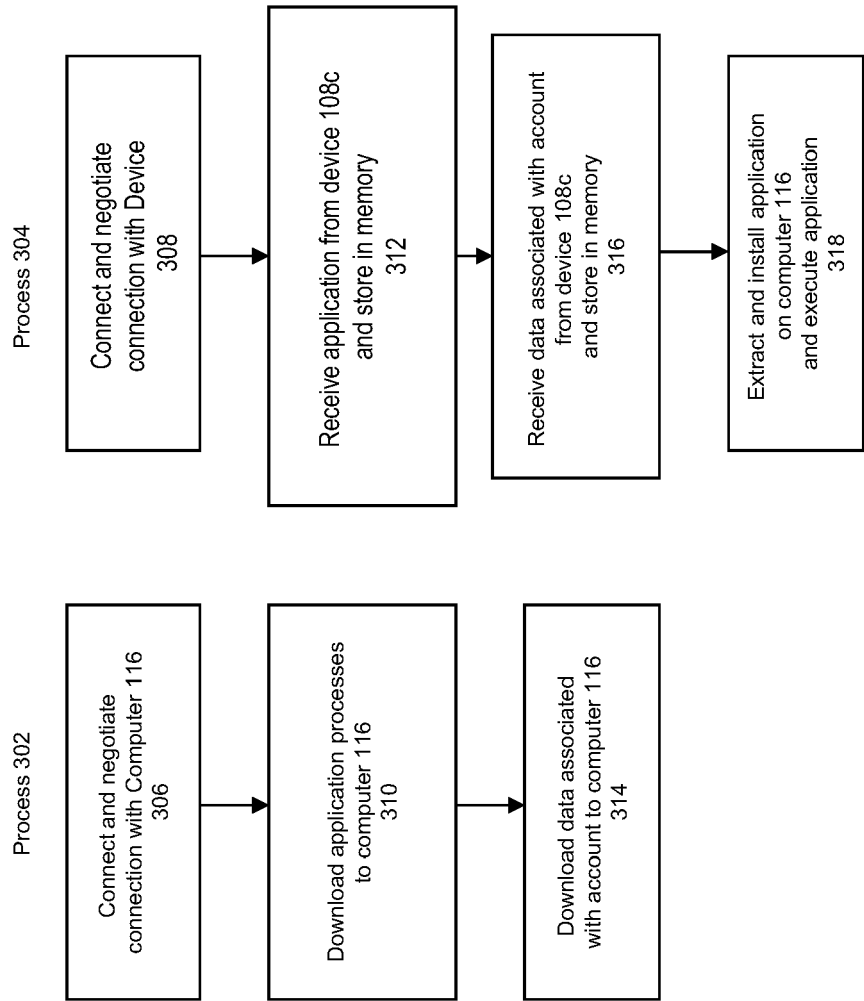 Process 302
Connect and negotiate
connection with Computer 116
306
Download application processes
to computer 116
310
Download data associated
with account to computer 116
314
Process 304
Connect and negotiate
connection with Device
308
Receive application from device 108c
and store in memory
312
Receive data associated with account
from device 108c
and store in memory
316
Extract and install application
on computer 116
and execute application
318